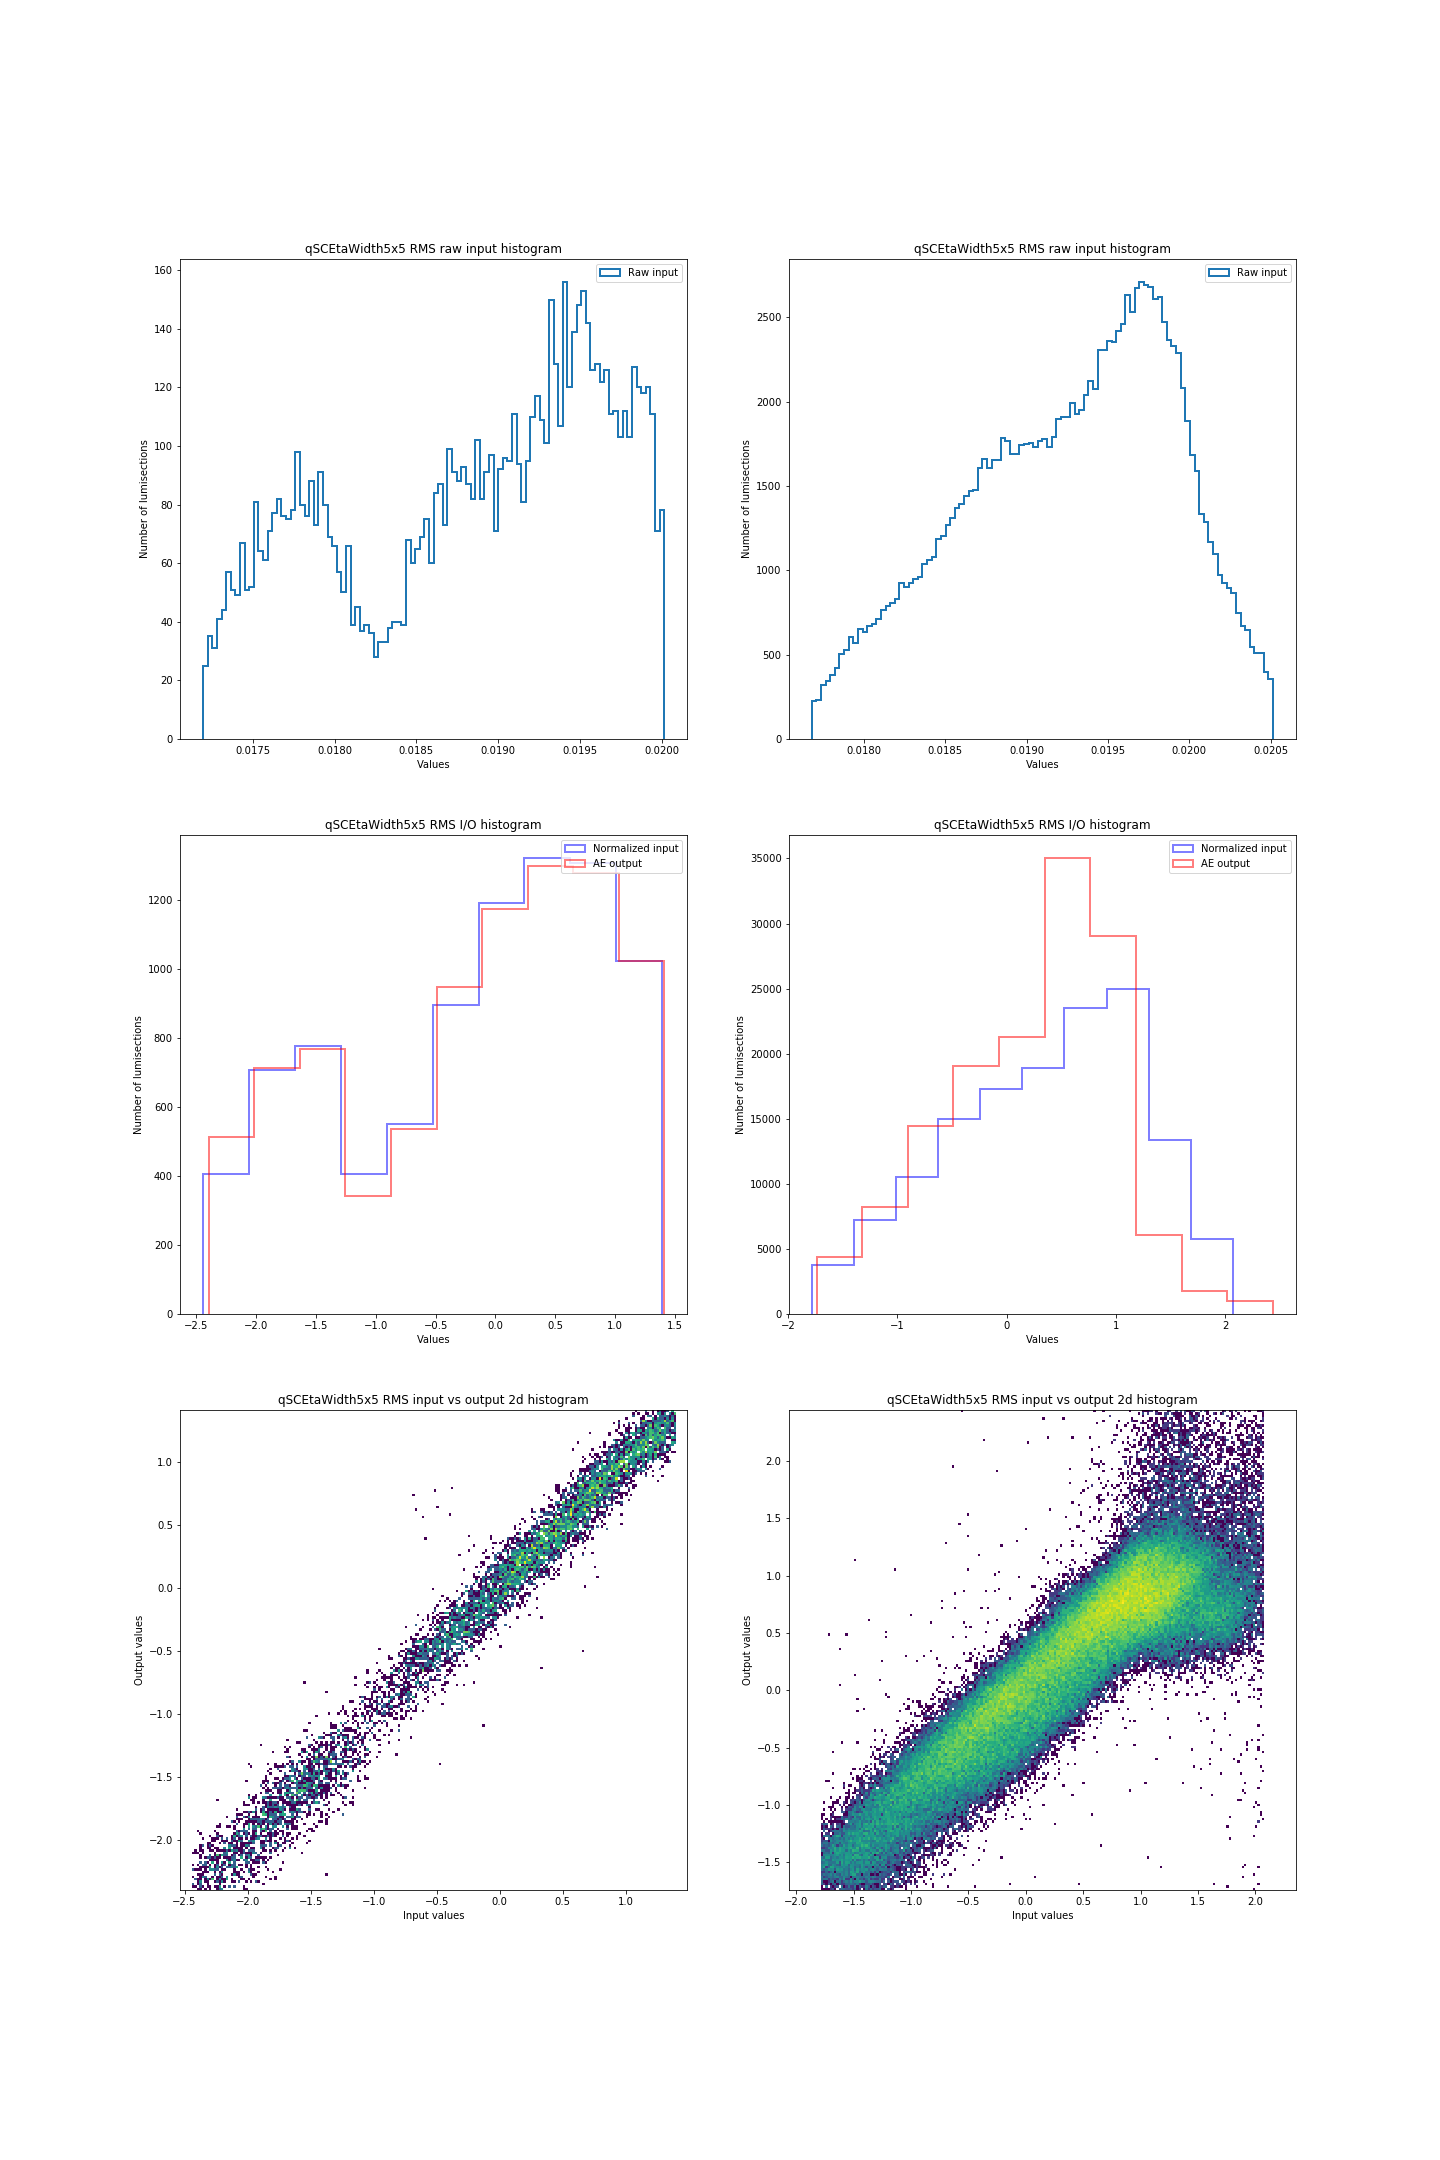 qSCEtaWidth5x5 RMS raw input histogram
Raw input
160
140
120
100
80
60
40
20
0
Number of lumisections
0.0175 0.0180 0.0185 0.0190 0.0195 0.0200
Values
qSCEtaWidth5x5 RMS raw input histogram
Raw input
2500
2000
1500
1000
500
0
Number of lumisections
0.0180 0.0185 0.0190 0.0195 0.0200 0.0205
Values
qSCEtaWidth5x5 RMS I/O histogram
Normalized input
AE output
1200
1000
800
600
400
200
0
Number of lumisections
−2.5 −2.0 −1.5 −1.0 −0.5 0.0 0.5 1.0 1.5
Values
qSCEtaWidth5x5 RMS I/O histogram
Normalized input
AE output
35000
30000
25000
20000
15000
10000
5000
0
Number of lumisections
−2 −1 0 1 2
Values
qSCEtaWidth5x5 RMS input vs output 2d histogram
1.0
0.5
0.0
−0.5
−1.0
−1.5
−2.0
Output values
−2.5 −2.0 −1.5 −1.0 −0.5 0.0 0.5 1.0
Input values
qSCEtaWidth5x5 RMS input vs output 2d histogram
2.0
1.5
1.0
0.5
0.0
−0.5
−1.0
−1.5
Output values
−2.0 −1.5 −1.0 −0.5 0.0 0.5 1.0 1.5 2.0
Input values